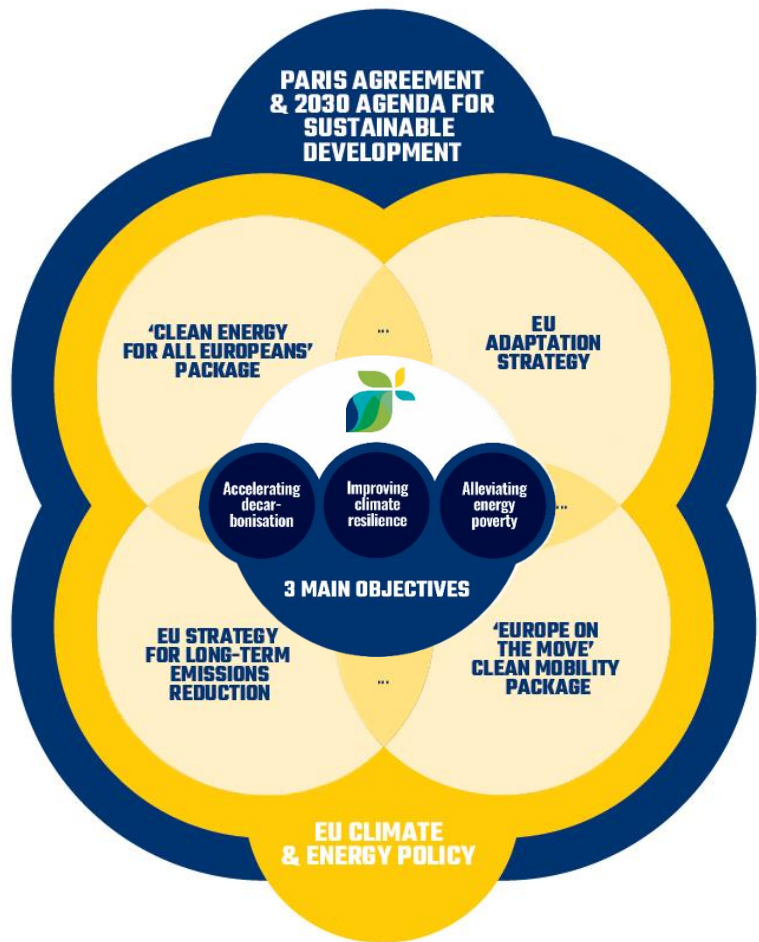 PARIS AGREEMENT
& 2030 AGENDA FOR
SUSTAINABLE
DEVELOPMENT
‘CLEAN ENERGY
FOR ALL EUROPEANS’
PACKAGE
...
EU
ADAPTATION
STRATEGY
Accelerating
decar-
bonisation
Improving
climate
resilience
Alleviating
energy
poverty
...
3 MAIN OBJECTIVES
EU STRATEGY
FOR LONG-TERM
EMISSIONS
REDUCTION
...
‘EUROPE ON
THE MOVE’
CLEAN MOBILITY
PACKAGE
EU CLIMATE
& ENERGY POLICY